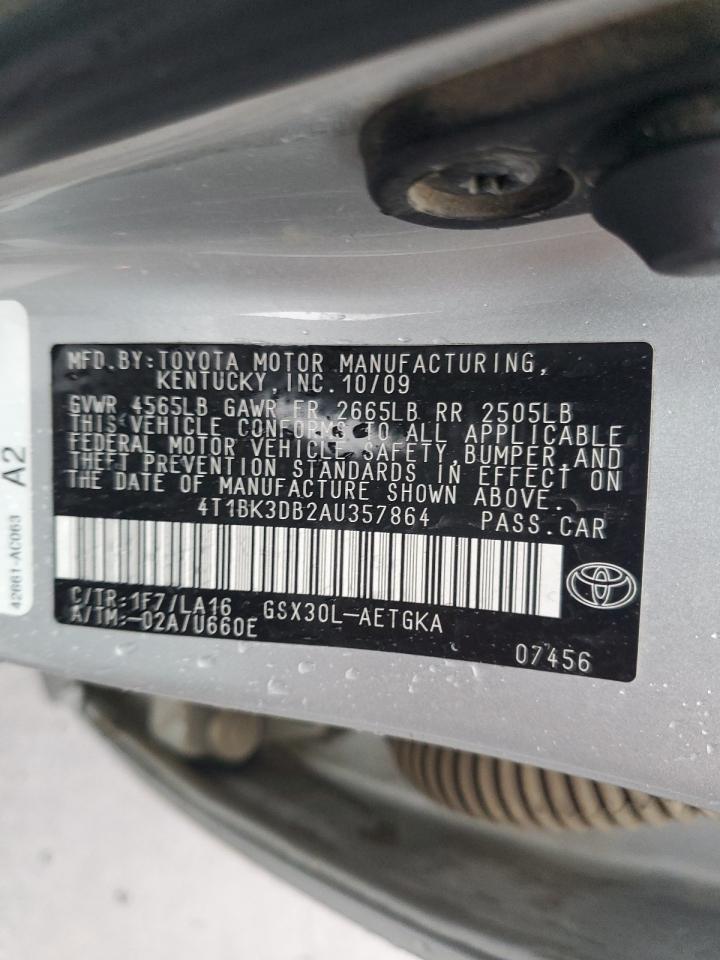 MFD.BY:TOYOTA MOTOR MANUFACTURING,
KENTUCKY, INC. 10/09
GVWR 4565LB GAWR FR 2665LB RR 2505LB
THIS VEHICLE CONFORMS TO ALL APPLICABLE
FEDERAL MOTOR VEHICLE SAFETY, BUMPER, AND
THEFT PREVENTION STANDARDS IN EFFECT ON
THE DATE OF MANUFACTURE SHOWN ABOVE.
4T1BK3DB2AU357864 PASS.CAR
C/TR:1F7/LA16 GSX30L-AETGKA
A/TM:-02A/U660E
07456
A2
42661-AC063